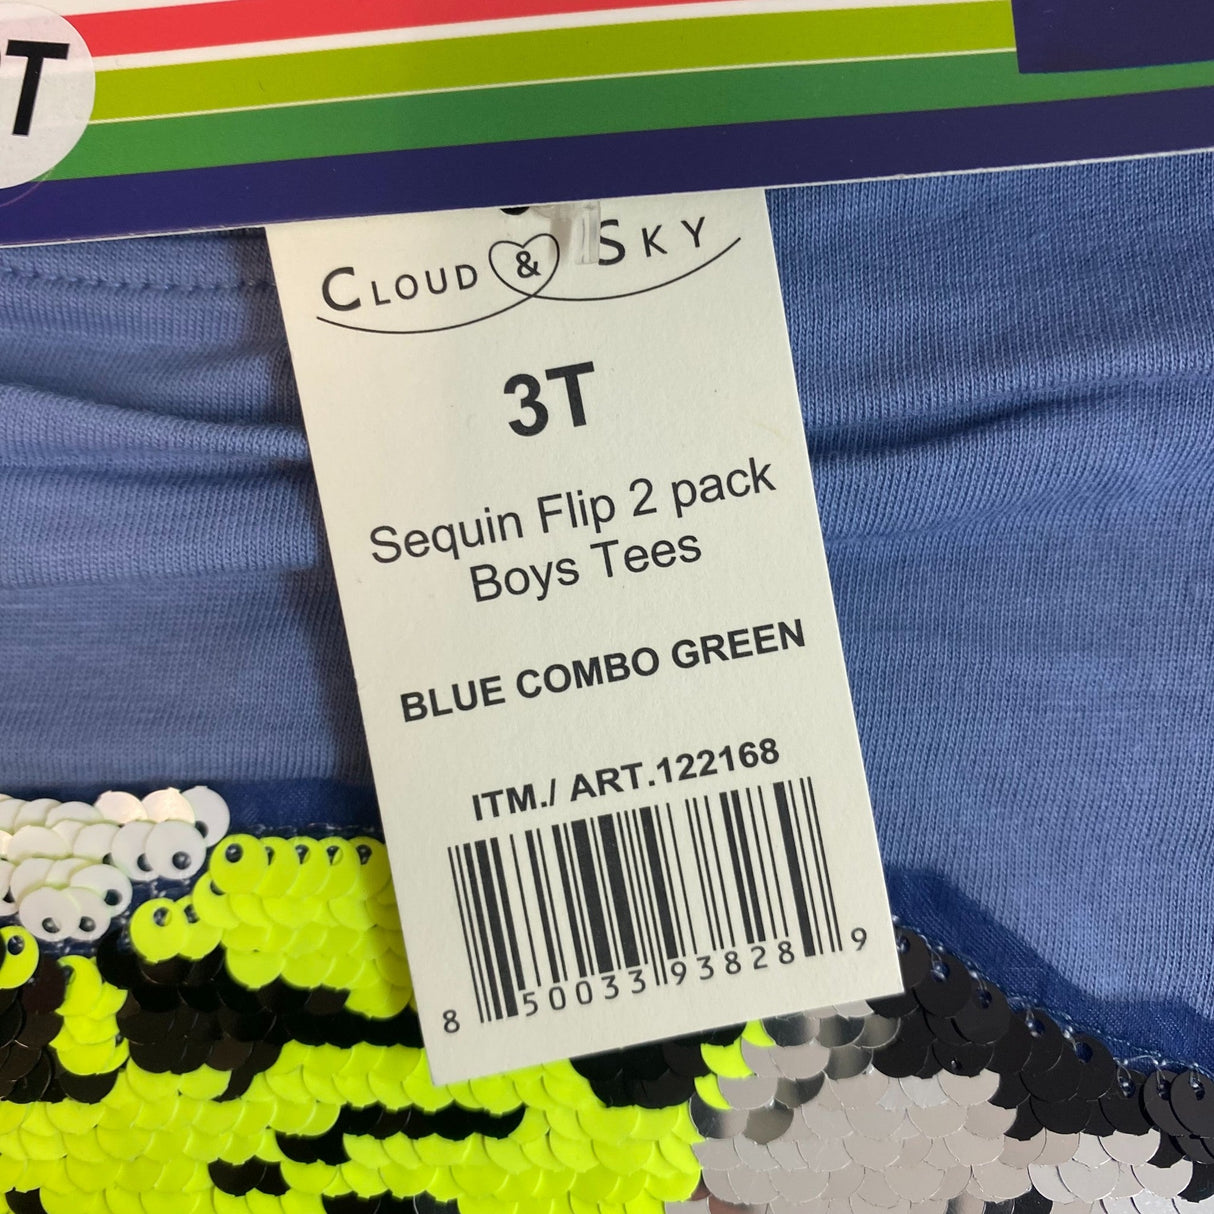 CLOUD & SKY
3T
Sequin Flip 2 pack
Boys Tees
BLUE COMBO GREEN
ITM./ ART.122168
8 50033 93828 9